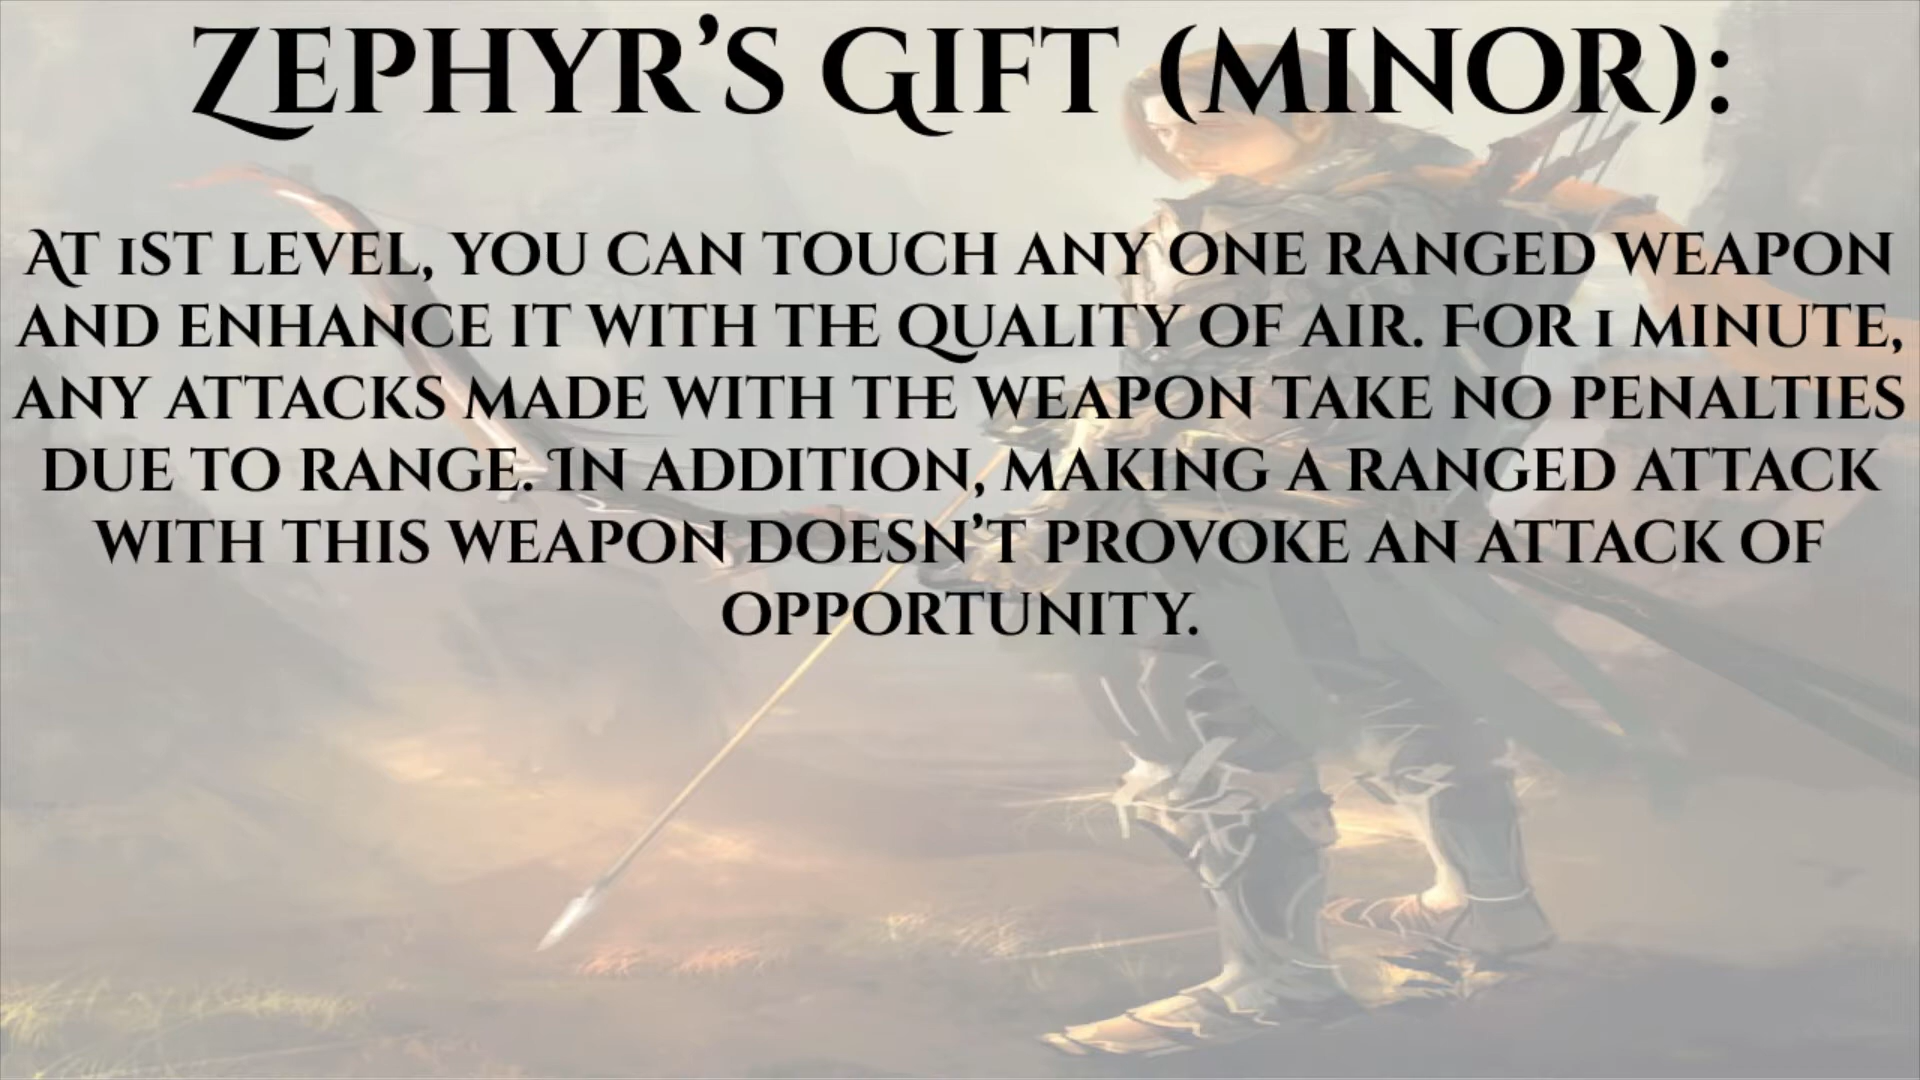 Zephyr’s Gift (minor):
At 1st level, you can touch any one ranged weapon
and enhance it with the quality of air. For 1 minute,
any attacks made with the weapon take no penalties
due to range. In addition, making a ranged attack
with this weapon doesn’t provoke an attack of
opportunity.